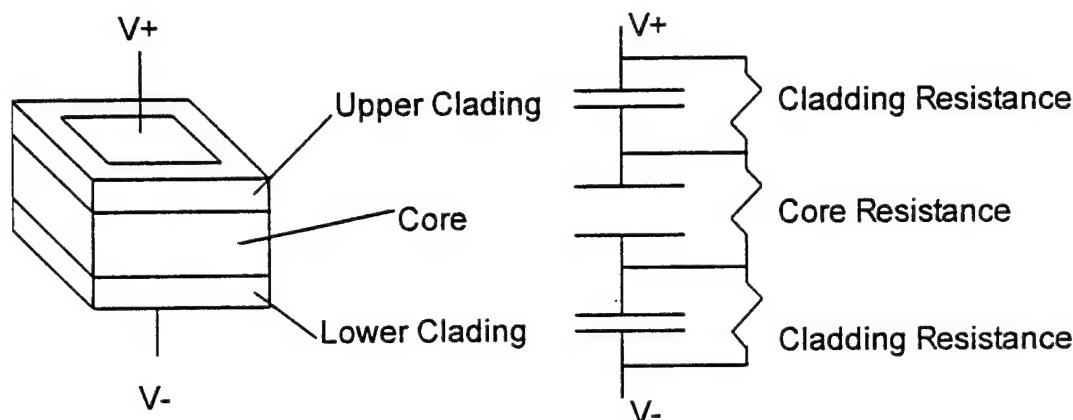 V+
Upper Clading
Core
Lower Clading
V-
V+
Cladding Resistance
Core Resistance
Cladding Resistance
V-